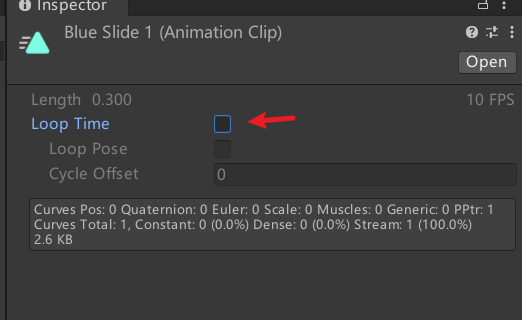 Inspector
Blue Slide 1 (Animation Clip)
Open
Length 0.300 10 FPS
Loop Time
Loop Pose
Cycle Offset 0
Curves Pos: 0 Quaternion: 0 Euler: 0 Scale: 0 Muscles: 0 Generic: 0 PPtr: 1
Curves Total: 1, Constant: 0 (0.0%) Dense: 0 (0.0%) Stream: 1 (100.0%)
2.6 KB